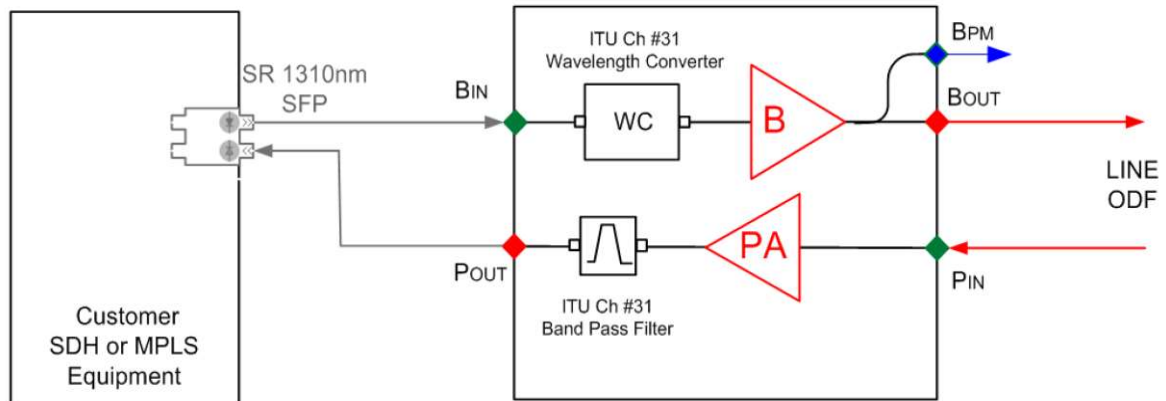 SR 1310nm
SFP
Customer
SDH or MPLS
Equipment
BIN
ITU Ch #31
Wavelength Converter
WC
B
BPM
BOUT
LINE
ODF
POUT
PA
PIN
ITU Ch #31
Band Pass Filter